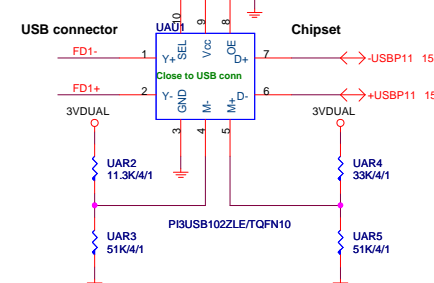 10 9 8
USB connector UAU1 Chipset
SEL Vcc OE
FD1- 1 Y+ D+ 7 -USBP11 15
Close to USB conn
FD1+ 2 Y- D- 6 +USBP11 15
GND M- M+
3VDUAL 3 4 5 3VDUAL
UAR2 UAR4
11.3K/4/1 33K/4/1
PI3USB102ZLE/TQFN10
UAR3 UAR5
51K/4/1 51K/4/1